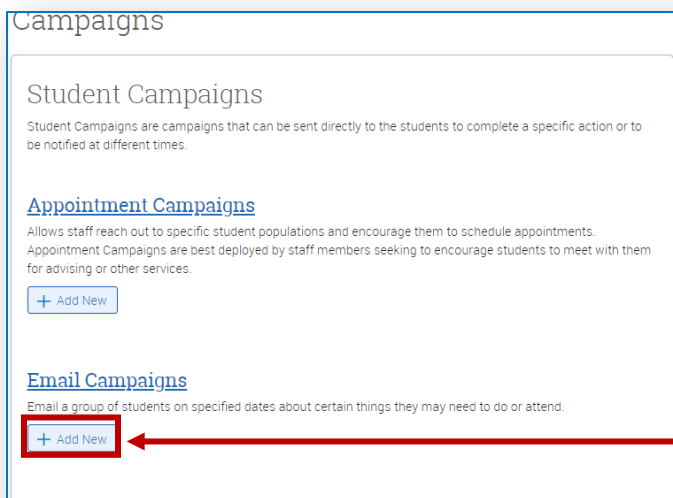 Campaigns
Student Campaigns
Student Campaigns are campaigns that can be sent directly to the students to complete a specific action or to
be notified at different times.
Appointment Campaigns
Allows staff reach out to specific student populations and encourage them to schedule appointments.
Appointment Campaigns are best deployed by staff members seeking to encourage students to meet with them
for advising or other services.
+ Add New
Email Campaigns
Email a group of students on specified dates about certain things they may need to do or attend.
+ Add New